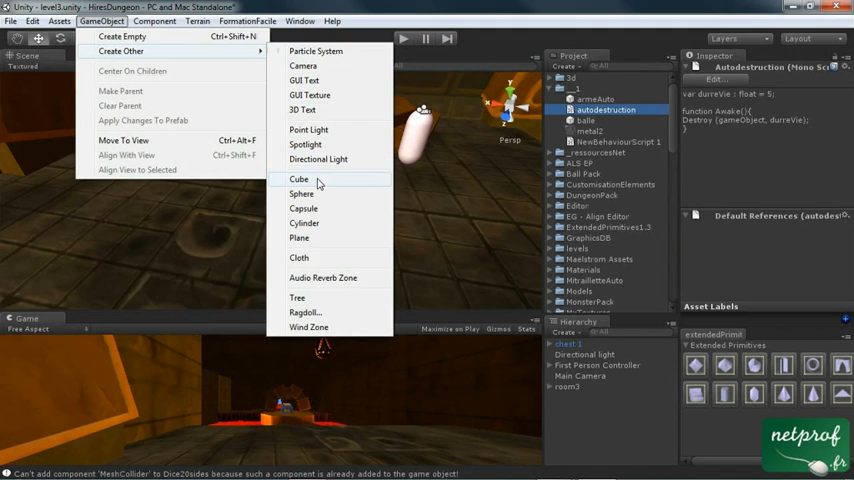 Unity - level3.unity - HiresDungeon - PC and Mac Standalone*
File Edit Assets GameObject Component Terrain FormationFacile Window Help
Create Empty Ctrl+Shift+N
Create Other
Center On Children
Make Parent
Clear Parent
Apply Changes To Prefab
Move To View Ctrl+Alt+F
Align With View Ctrl+Shift+F
Align View to Selected
Particle System
Camera
GUI Text
GUI Texture
3D Text
Point Light
Spotlight
Directional Light
Cube
Sphere
Capsule
Cylinder
Plane
Cloth
Audio Reverb Zone
Tree
Ragdoll...
Wind Zone
Layers Layout
Scene
Textured
y
Persp
Game
Free Aspect Maximize on Play Gizmos Stats
Project
Create
3d
__1
armeAuto
autodestruction
balle
metal2
NewBehaviourScript 1
_ressourcesNet
ALS EP
Ball Pack
CustomisationElements
Editor
EG - Align Editor
ExtendedPrimitives1.3
GraphicsDB
levels
Maelstrom Assets
Materials
MitrailletteAuto
Models
MonsterPack
Hierarchy
Create
chest 1
Directional light
First Person Controller
Main Camera
room3
Inspector
Autodestruction (Mono Scri
Edit...
var durreVie : float = 5;
function Awake(){
Destroy (gameObject, durreVie);
}
Default References (autodes
Asset Labels
extendedPrimit
Extended Primitives
netprof
.fr
Can't add component 'MeshCollider' to Dice20sides because such a component is already added to the game object!